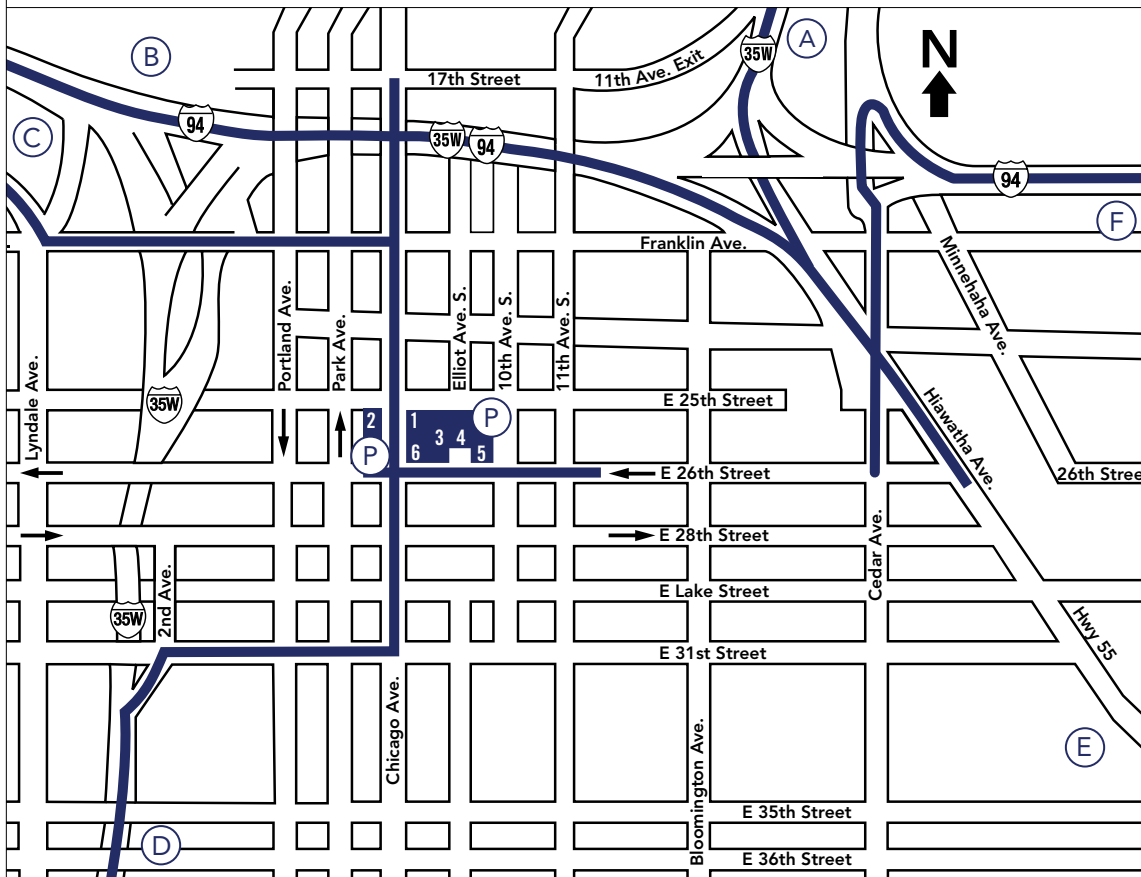 A
B
N
35W
17th Street
11th Ave. Exit
94
C
35W
94
94
F
Franklin Ave.
Minnehaha Ave.
Portland Ave.
Park Ave.
Elliot Ave. S.
10th Ave. S.
11th Ave. S.
Lyndale Ave.
35W
E 25th Street
Hiawatha Ave.
2
1
P
3
4
P
6
5
E 26th Street
26th Stree
E 28th Street
Cedar Ave.
2nd Ave.
E Lake Street
35W
Hwy 55
E 31st Street
Chicago Ave.
Bloomington Ave.
E
E 35th Street
D
E 36th Street